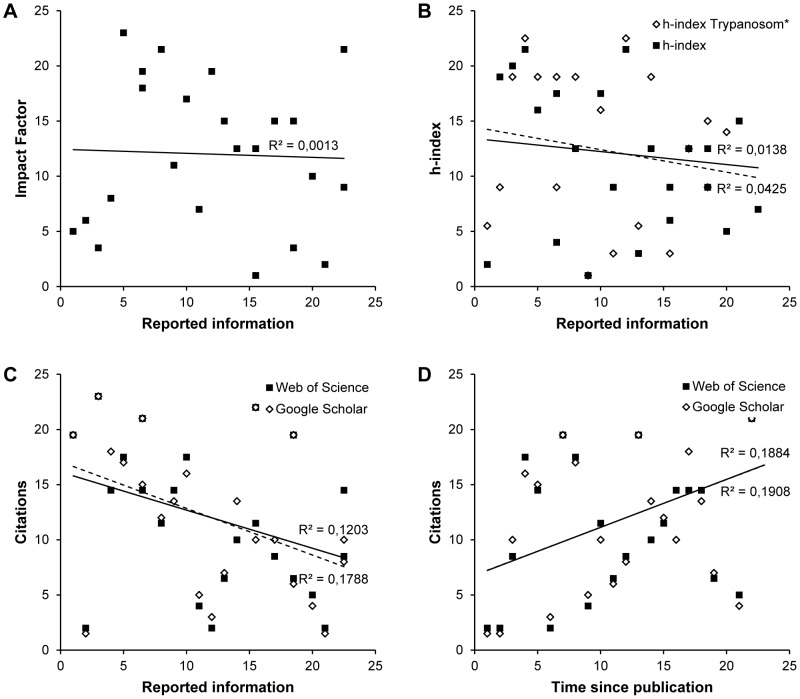 A
25
20
15
10
5
0
Impact Factor
R² = 0,0013
0 5 10 15 20 25
Reported information
B
25
20
15
10
5
0
h-index
h-index Trypanosom*
h-index
R² = 0,0138
R² = 0,0425
0 5 10 15 20 25
Reported information
C
25
20
15
10
5
0
Citations
Web of Science
Google Scholar
R² = 0,1203
R² = 0,1788
0 5 10 15 20 25
Reported information
D
25
20
15
10
5
0
Citations
Web of Science
Google Scholar
R² = 0,1884
R² = 0,1908
0 5 10 15 20 25
Time since publication